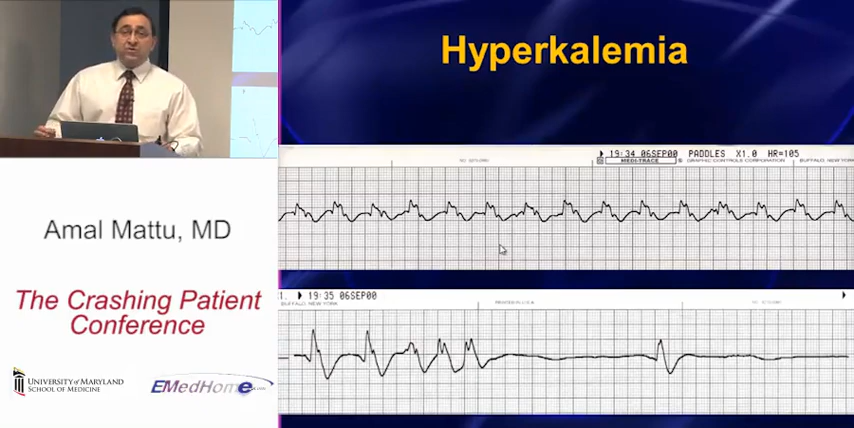 Hyperkalemia
19:34 06SEP00 PADDLES X1.0 HR=105
MEDI-TRACE GRAPHIC CONTROLS CORPORATION BUFFALO, NEW YORK
1. 19:35 06SEP00
BUFFALO, NEW YORK
Amal Mattu, MD
The Crashing Patient
Conference
UNIVERSITY of MARYLAND
SCHOOL OF MEDICINE
EMedHome